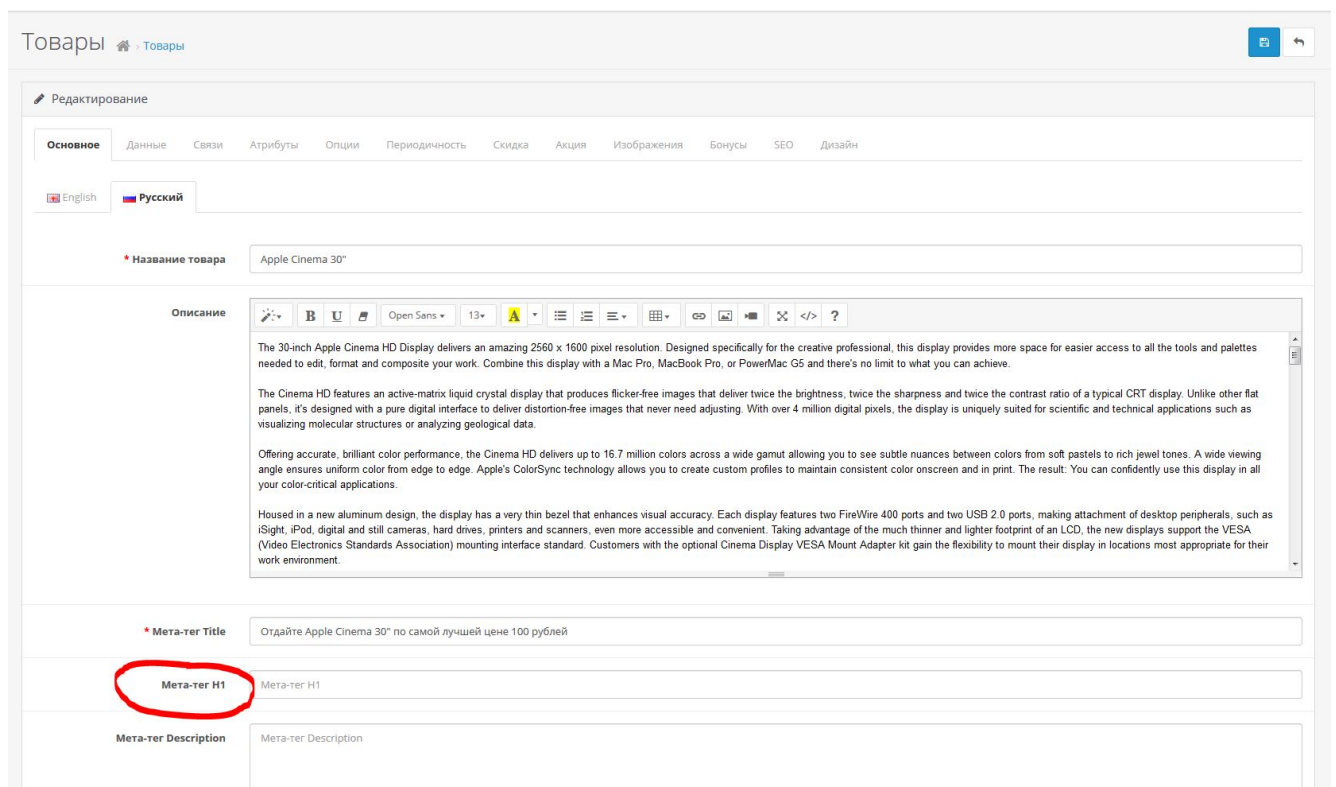 Товары Товары
Редактирование
Основное Данные Связи Атрибуты Опции Периодичность Скидка Акция Изображения Бонусы SEO Дизайн
English Русский
* Название товара Apple Cinema 30"
Описание B U Open Sans 13 A </> ?
The 30-inch Apple Cinema HD Display delivers an amazing 2560 x 1600 pixel resolution. Designed specifically for the creative professional, this display provides more space for easier access to all the tools and palettes
needed to edit, format and composite your work. Combine this display with a Mac Pro, MacBook Pro, or PowerMac G5 and there's no limit to what you can achieve.
The Cinema HD features an active-matrix liquid crystal display that produces flicker-free images that deliver twice the brightness, twice the sharpness and twice the contrast ratio of a typical CRT display. Unlike other flat
panels, it's designed with a pure digital interface to deliver distortion-free images that never need adjusting. With over 4 million digital pixels, the display is uniquely suited for scientific and technical applications such as
visualizing molecular structures or analyzing geological data.
Offering accurate, brilliant color performance, the Cinema HD delivers up to 16.7 million colors across a wide gamut allowing you to see subtle nuances between colors from soft pastels to rich jewel tones. A wide viewing
angle ensures uniform color from edge to edge. Apple's ColorSync technology allows you to create custom profiles to maintain consistent color onscreen and in print. The result: You can confidently use this display in all
your color-critical applications.
Housed in a new aluminum design, the display has a very thin bezel that enhances visual accuracy. Each display features two FireWire 400 ports and two USB 2.0 ports, making attachment of desktop peripherals, such as
iSight, iPod, digital and still cameras, hard drives, printers and scanners, even more accessible and convenient. Taking advantage of the much thinner and lighter footprint of an LCD, the new displays support the VESA
(Video Electronics Standards Association) mounting interface standard. Customers with the optional Cinema Display VESA Mount Adapter kit gain the flexibility to mount their display in locations most appropriate for their
work environment.
* Мета-тег Title Отдайте Apple Cinema 30" по самой лучшей цене 100 рублей
Мета-тег H1 Мета-тег H1
Мета-тег Description Мета-тег Description